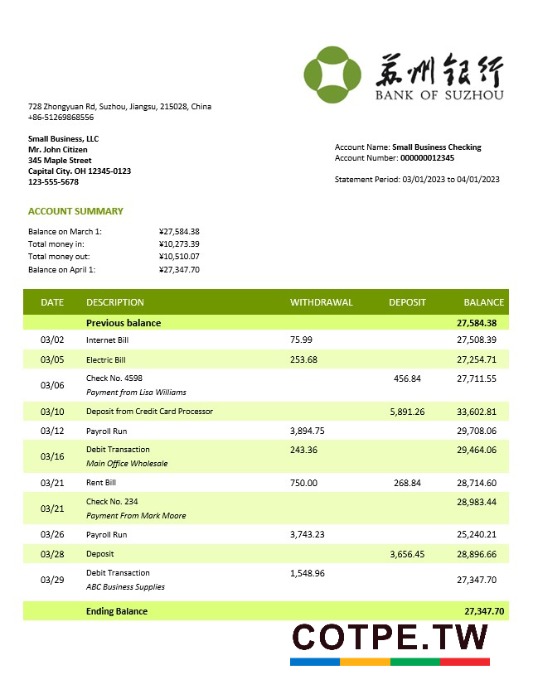 苏州银行
BANK OF SUZHOU
728 Zhongyuan Rd, Suzhou, Jiangsu, 215028, China
+86-51269868556
Small Business, LLC
Mr. John Citizen
345 Maple Street
Capital City. OH 12345-0123
123-555-5678
Account Name: Small Business Checking
Account Number: 000000012345
Statement Period: 03/01/2023 to 04/01/2023
ACCOUNT SUMMARY
Balance on March 1: ¥27,584.38
Total money in: ¥10,273.39
Total money out: ¥10,510.07
Balance on April 1: ¥27,347.70
DATE DESCRIPTION WITHDRAWAL DEPOSIT BALANCE
Previous balance 27,584.38
03/02 Internet Bill 75.99 27,508.39
03/05 Electric Bill 253.68 27,254.71
03/06 Check No. 4598 456.84 27,711.55
Payment from Lisa Williams
03/10 Deposit from Credit Card Processor 5,891.26 33,602.81
03/12 Payroll Run 3,894.75 29,708.06
03/16 Debit Transaction 243.36 29,464.06
Main Office Wholesale
03/21 Rent Bill 750.00 268.84 28,714.60
03/21 Check No. 234 28,983.44
Payment From Mark Moore
03/26 Payroll Run 3,743.23 25,240.21
03/28 Deposit 3,656.45 28,896.66
03/29 Debit Transaction 1,548.96 27,347.70
ABC Business Supplies
Ending Balance 27,347.70
COTPE.TW